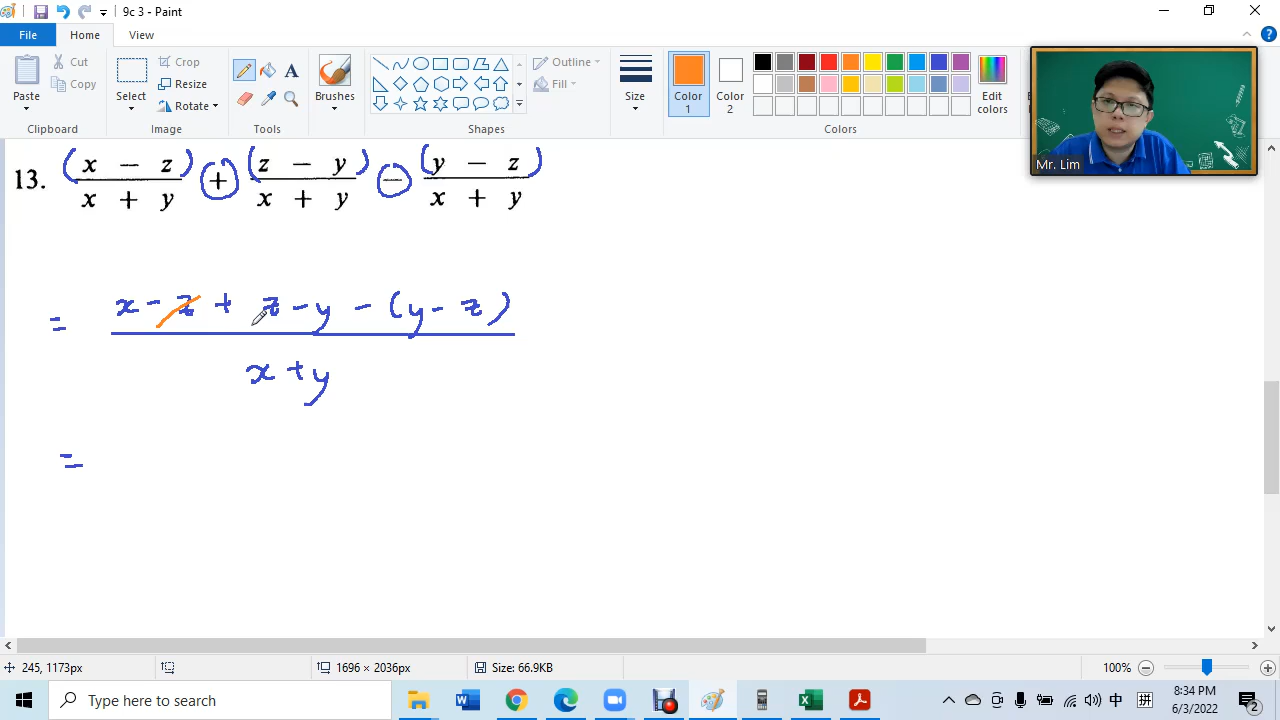 9c 3 - Paint
File Home View
Paste Cut Copy Clipboard
Select Crop Resize Rotate Image
A Tools
Brushes
Outline Fill Shapes
Size
Color 1 Color 2 Edit colors Colors
Mr. Lim
13. (x − z)/(x + y) + (z − y)/(x + y) − (y − z)/(x + y)
= (x - z + z - y - (y - z))/(x + y)
=
245, 1173px 1696 × 2036px Size: 66.9KB 100%
Type here to search 中 拼 8:34 PM 6/3/2022 2